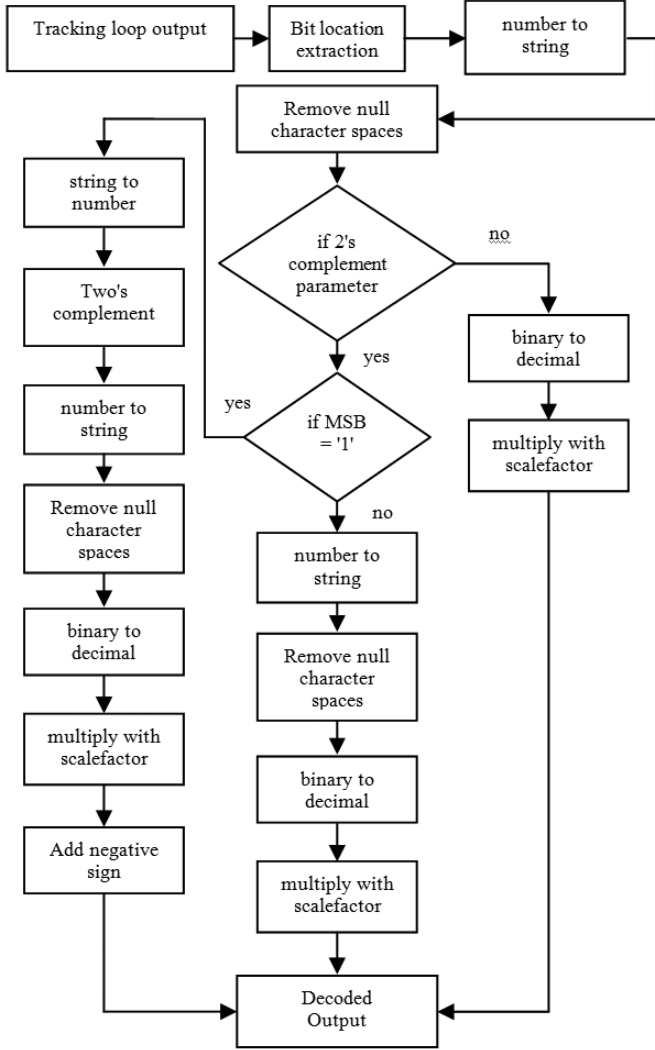 Tracking loop output
Bit location
extraction
number to
string
Remove null
character spaces
if 2's
complement
parameter
no
yes
binary to
decimal
multiply with
scalefactor
if MSB
= '1'
yes
no
string to
number
Two's
complement
number to
string
Remove null
character
spaces
binary to
decimal
multiply with
scalefactor
Add negative
sign
number to
string
Remove null
character
spaces
binary to
decimal
multiply with
scalefactor
Decoded
Output